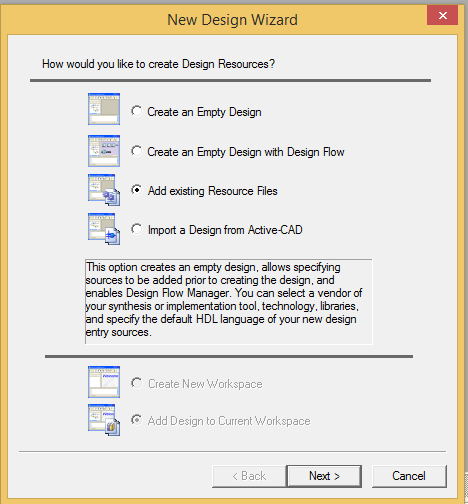 New Design Wizard
How would you like to create Design Resources?
Create an Empty Design
Create an Empty Design with Design Flow
Add existing Resource Files
Import a Design from Active-CAD
This option creates an empty design, allows specifying
sources to be added prior to creating the design, and
enables Design Flow Manager. You can select a vendor of
your synthesis or implementation tool, technology, libraries,
and specify the default HDL language of your new design
entry sources.
Create New Workspace
Add Design to Current Workspace
< Back
Next >
Cancel